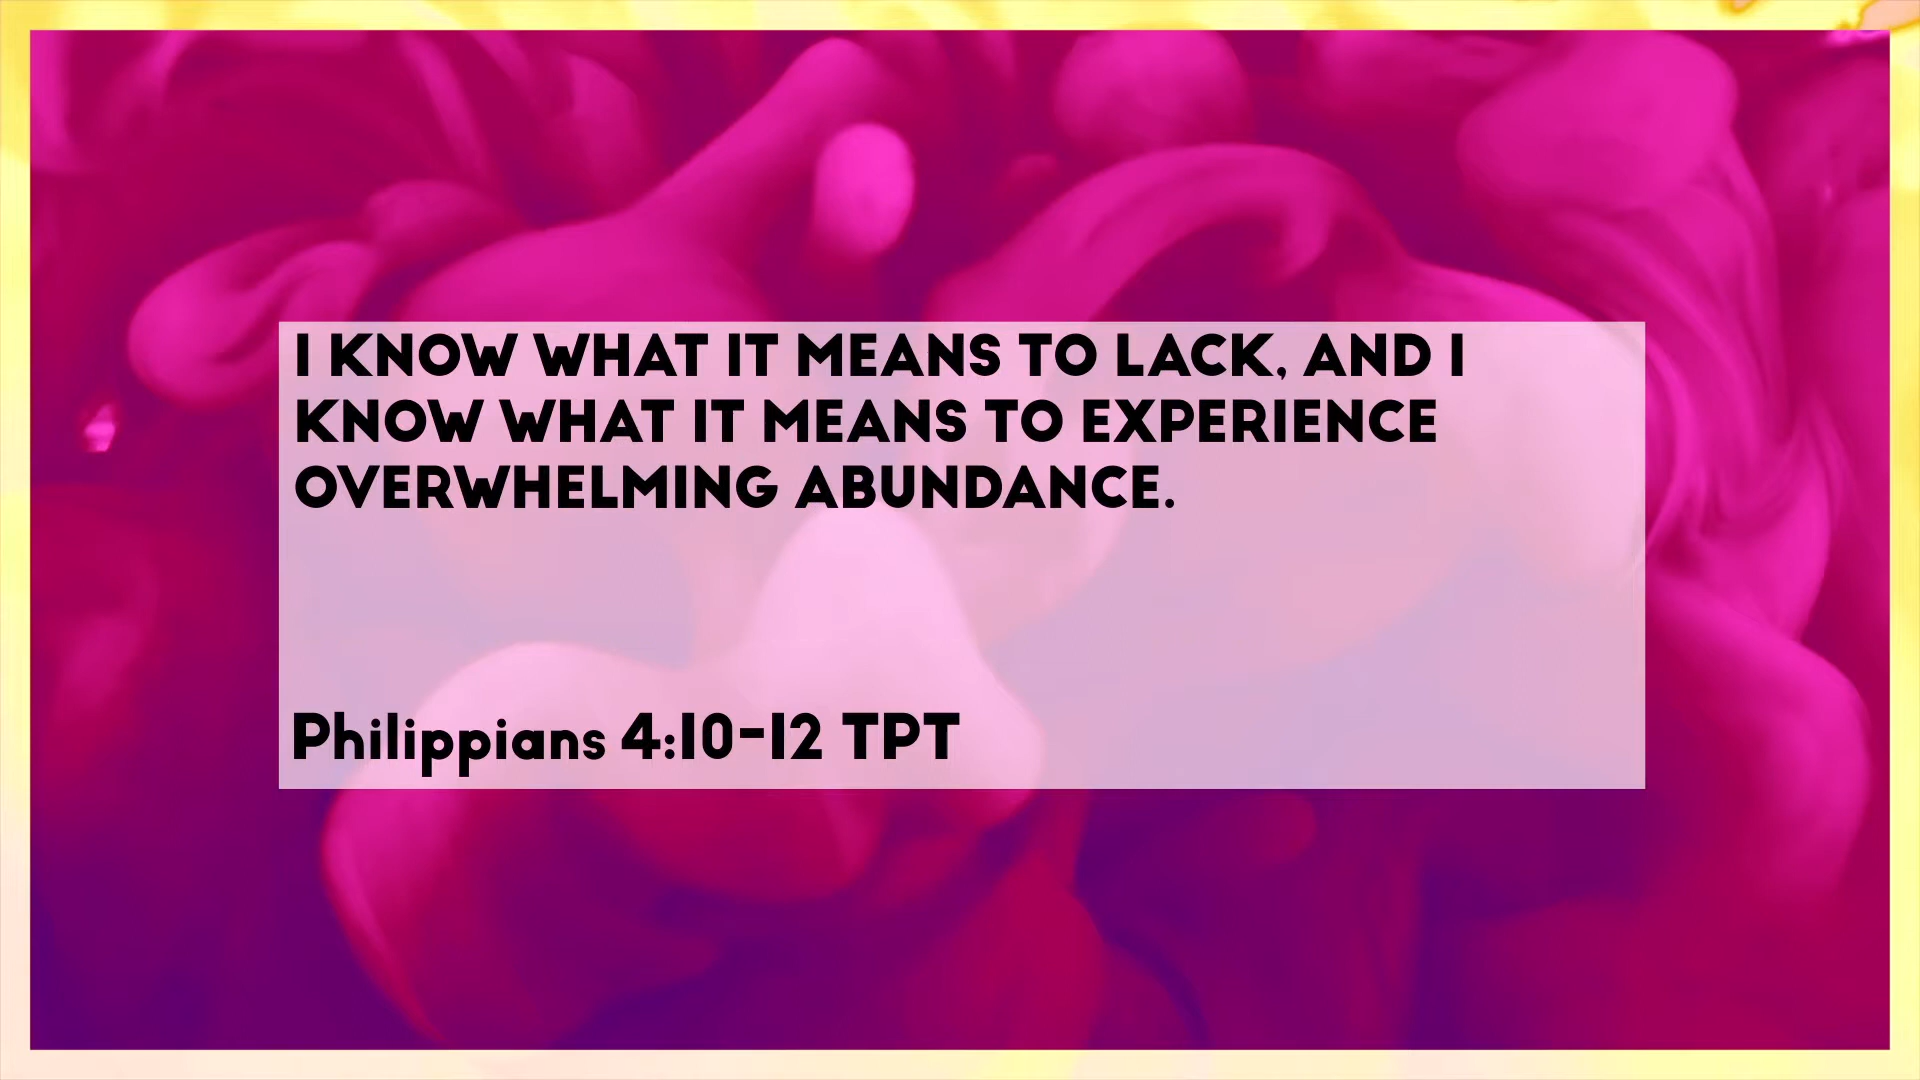 I KNOW WHAT IT MEANS TO LACK, AND I
KNOW WHAT IT MEANS TO EXPERIENCE
OVERWHELMING ABUNDANCE.
Philippians 4:10-12 TPT